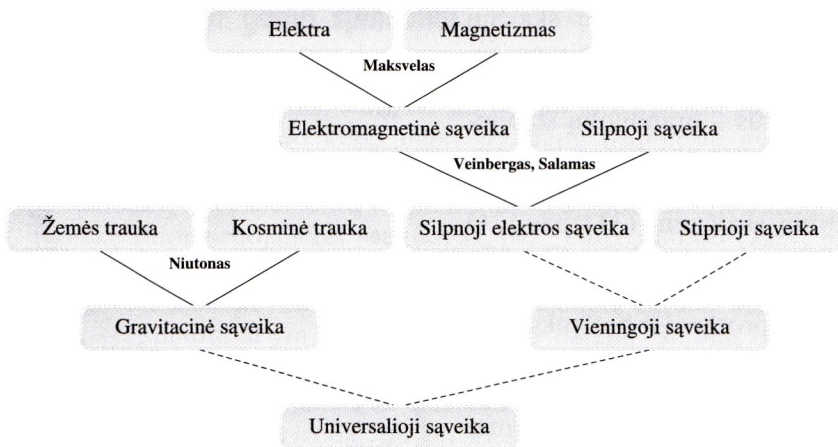 Elektra
Magnetizmas
Maksvelas
Elektromagnetinė sąveika
Silpnoji sąveika
Veinbergas, Salamas
Žemės trauka
Kosminė trauka
Silpnoji elektros sąveika
Stiprioji sąveika
Niutonas
Gravitacinė sąveika
Vieningoji sąveika
Universalioji sąveika